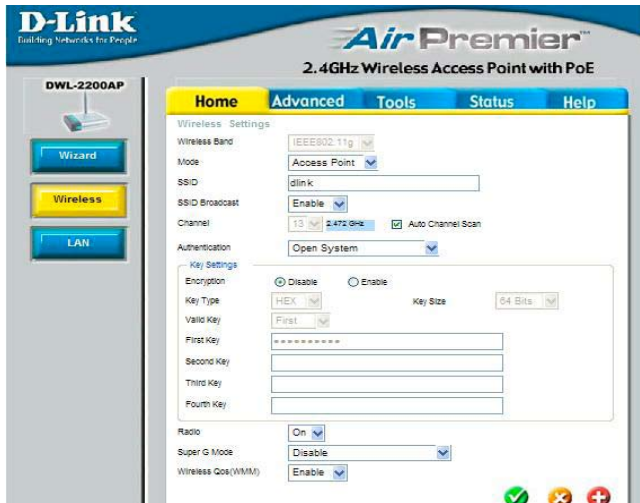 D-Link
Building Networks for People
Air Premier™
2.4GHz Wireless Access Point with PoE
DWL-2200AP
Home Advanced Tools Status Help
Wizard
Wireless
LAN
Wireless Settings
Wireless Band IEEE802.11g
Mode Access Point
SSID dlink
SSID Broadcast Enable
Channel 13 2.472 GHz Auto Channel Scan
Authentication Open System
Key Settings
Encryption Disable Enable
Key Type HEX Key Size 64 Bits
Valid Key First
First Key **********
Second Key
Third Key
Fourth Key
Radio On
Super G Mode Disable
Wireless Qos(WMM) Enable